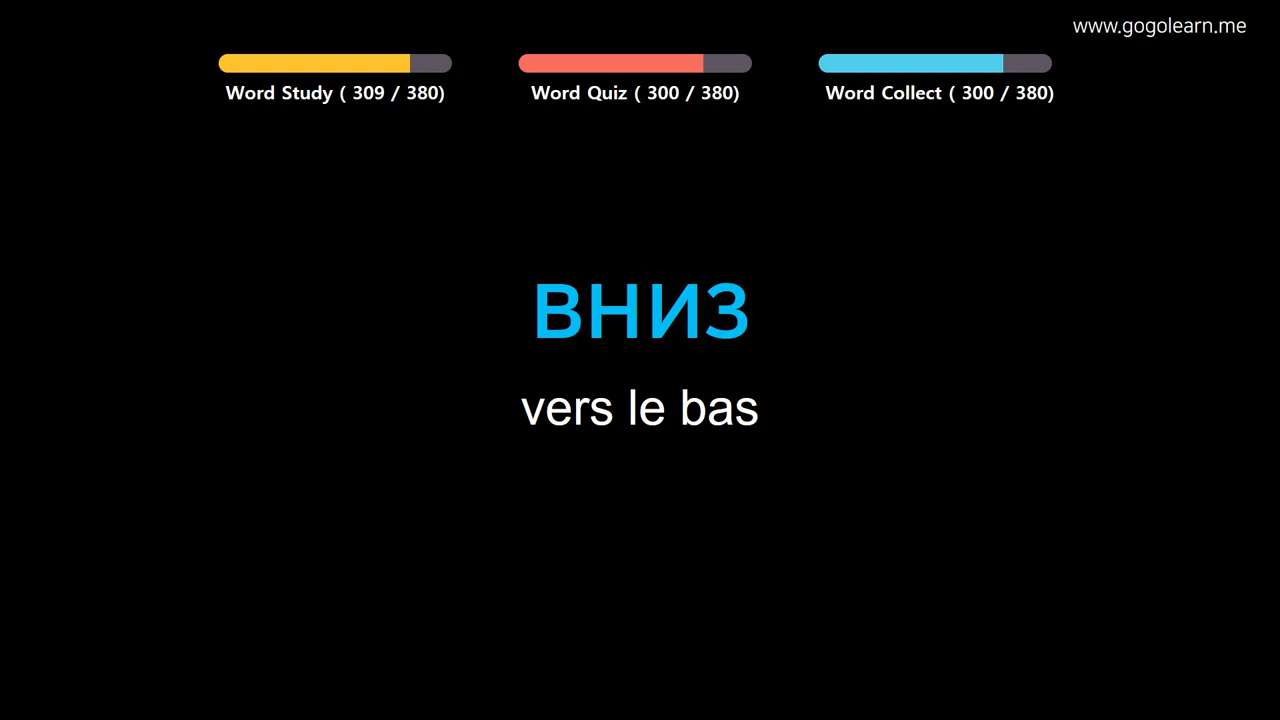 www.gogolearn.me
Word Study ( 309 / 380)
Word Quiz ( 300 / 380)
Word Collect ( 300 / 380)
вниз
vers le bas